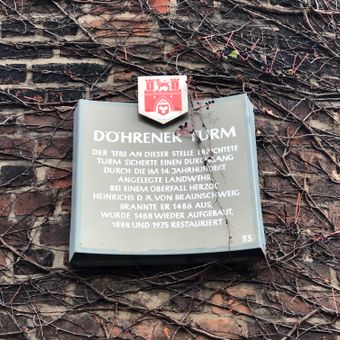 DÖHRENER TURM
DER 1382 AN DIESER STELLE ERRICHTETE
TURM SICHERTE EINEN DURCHGANG
DURCH DIE IM 14. JAHRHUNDERT
ANGELEGTE LANDWEHR.
BEI EINEM ÜBERFALL HERZOG
HEINRICHS D.Ä. VON BRAUNSCHWEIG
BRANNTE ER 1486 AUS,
WURDE 1488 WIEDER AUFGEBAUT,
1888 UND 1975 RESTAURIERT
33